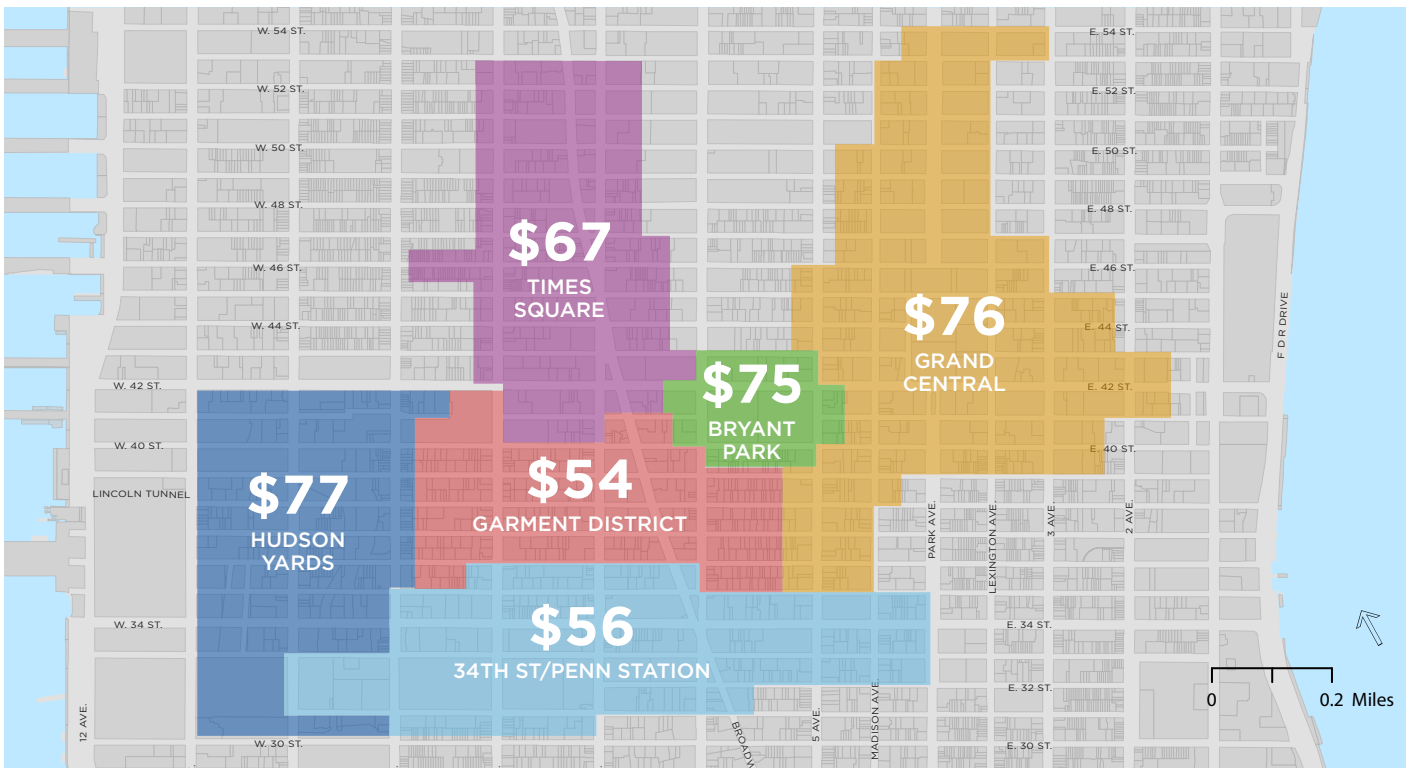 W. 54 ST.
E. 54 ST.
W. 52 ST.
E. 52 ST.
W. 50 ST.
E. 50 ST.
W. 48 ST.
E. 48 ST.
$67
TIMES
SQUARE
W. 46 ST.
E. 46 ST.
W. 44 ST.
E. 44 ST.
$76
GRAND
CENTRAL
F D R DRIVE
W. 42 ST.
E. 42 ST.
$75
BRYANT
PARK
W. 40 ST.
E. 40 ST.
LINCOLN TUNNEL
$77
HUDSON
YARDS
$54
GARMENT DISTRICT
PARK AVE.
LEXINGTON AVE.
3 AVE.
2 AVE.
W. 34 ST.
E. 34 ST.
$56
34TH ST/PENN STATION
E. 32 ST.
12 AVE.
BROADW
5 AVE.
MADISON AVE.
W. 30 ST.
E. 30 ST.
0
0.2 Miles